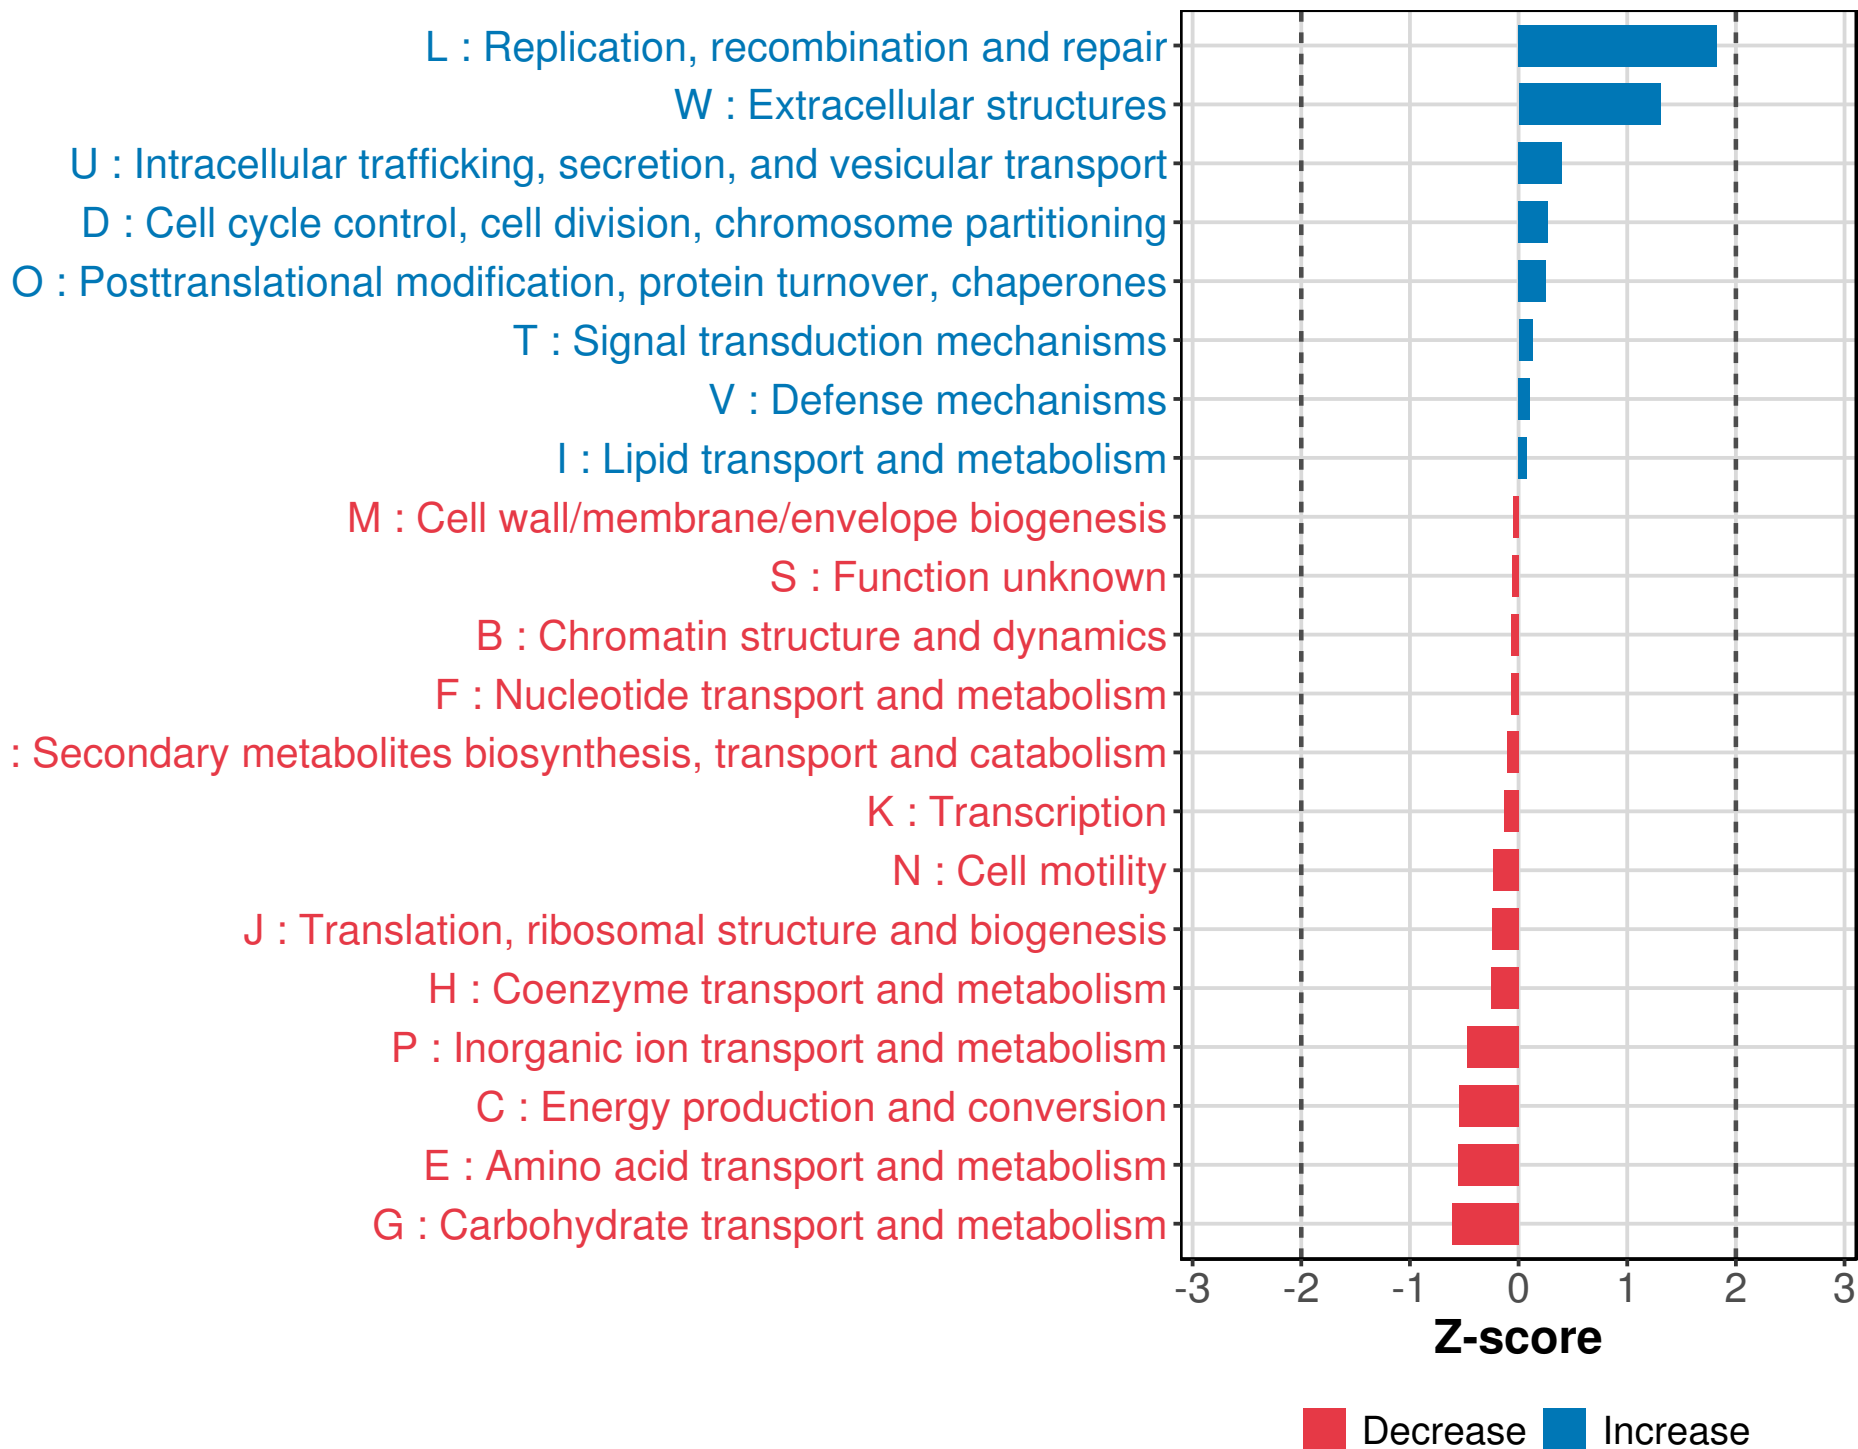 L : Replication, recombination and repair
W : Extracellular structures
U : Intracellular trafficking, secretion, and vesicular transport
D : Cell cycle control, cell division, chromosome partitioning
O : Posttranslational modification, protein turnover, chaperones
T : Signal transduction mechanisms
V : Defense mechanisms
I : Lipid transport and metabolism
M : Cell wall/membrane/envelope biogenesis
S : Function unknown
B : Chromatin structure and dynamics
F : Nucleotide transport and metabolism
: Secondary metabolites biosynthesis, transport and catabolism
K : Transcription
N : Cell motility
J : Translation, ribosomal structure and biogenesis
H : Coenzyme transport and metabolism
P : Inorganic ion transport and metabolism
C : Energy production and conversion
E : Amino acid transport and metabolism
G : Carbohydrate transport and metabolism
-3 -2 -1 0 1 2 3
Z-score
Decrease Increase